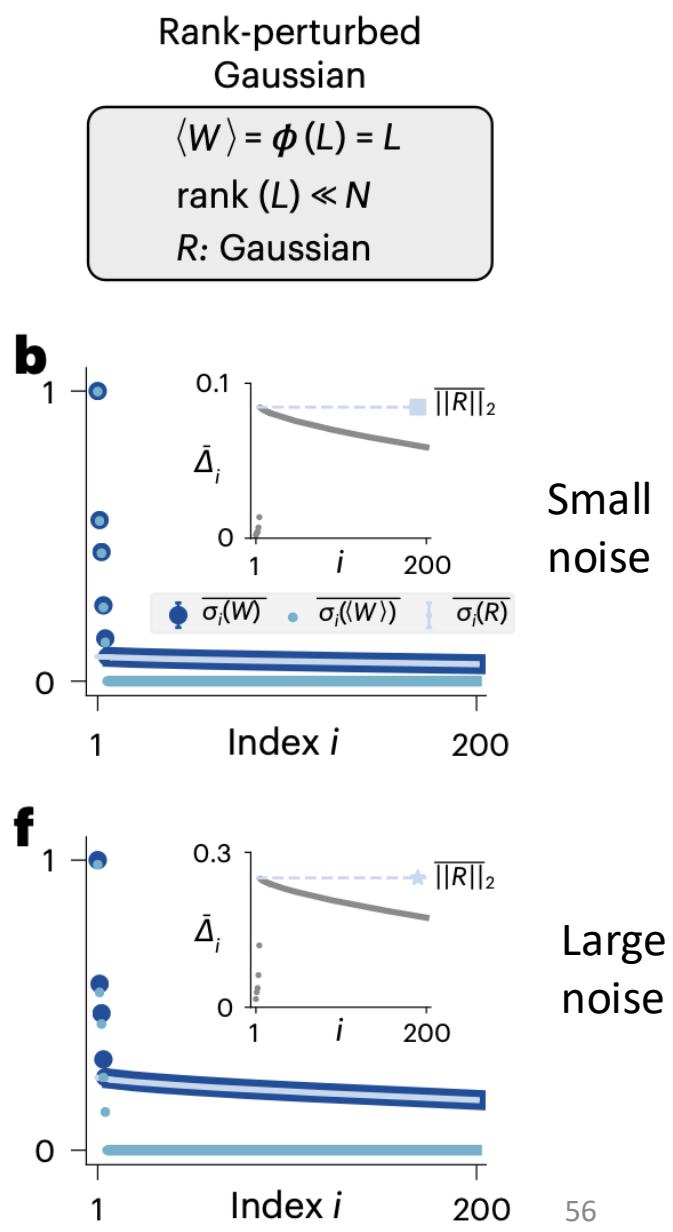 Rank-perturbed
Gaussian
⟨W⟩ = ϕ (L) = L
rank (L) ≪ N
R: Gaussian
b
1
0
0.1
0
Δ̄ᵢ
||R||₂
1 i 200
σᵢ(W) σᵢ(⟨W⟩) σᵢ(R)
1 Index i 200
Small
noise
f
1
0
0.3
0
Δ̄ᵢ
||R||₂
1 i 200
1 Index i 200
Large
noise
56